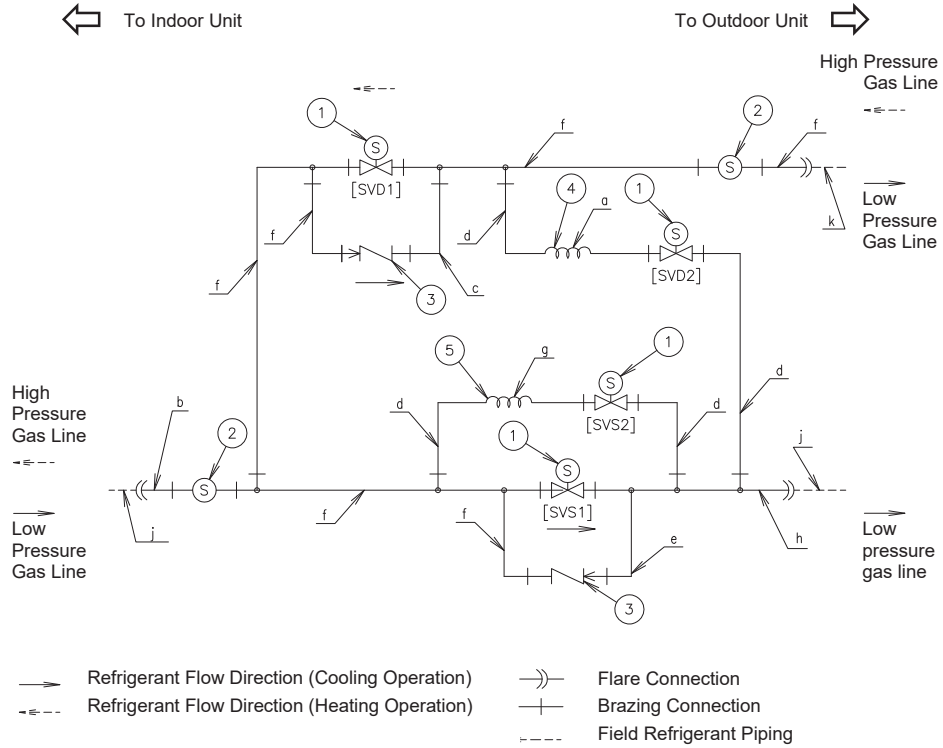 To Indoor Unit
To Outdoor Unit
High Pressure
Gas Line
1
2
f
f
S
S
[SVD1]
k
Low
Pressure
Gas Line
4
a
1
S
f
d
[SVD2]
c
3
f
5
g
1
S
d
High
Pressure
Gas Line
b
2
d
[SVS2]
d
1
S
j
S
[SVS1]
j
f
f
e
h
Low
Pressure
Gas Line
Low
pressure
gas line
3
Refrigerant Flow Direction (Cooling Operation)
Refrigerant Flow Direction (Heating Operation)
Flare Connection
Brazing Connection
Field Refrigerant Piping